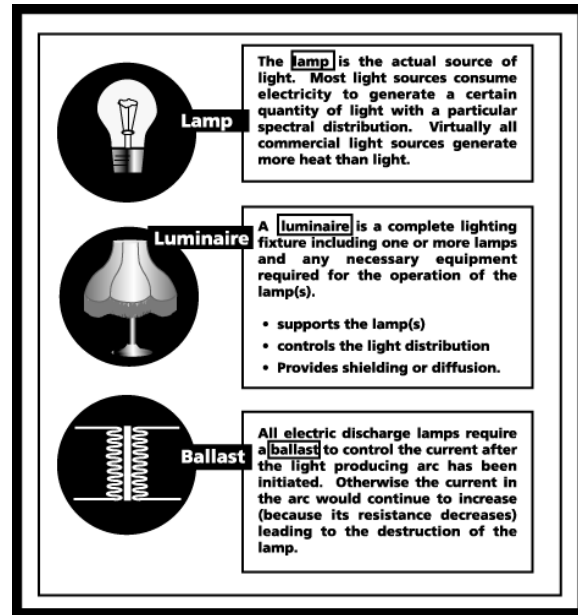 Lamp
The lamp is the actual source of
light. Most light sources consume
electricity to generate a certain
quantity of light with a particular
spectral distribution. Virtually all
commercial light sources generate
more heat than light.
Luminaire
A luminaire is a complete lighting
fixture including one or more lamps
and any necessary equipment
required for the operation of the
lamp(s).
• supports the lamp(s)
• controls the light distribution
• Provides shielding or diffusion.
Ballast
All electric discharge lamps require
a ballast to control the current after
the light producing arc has been
initiated. Otherwise the current in
the arc would continue to increase
(because its resistance decreases)
leading to the destruction of the
lamp.